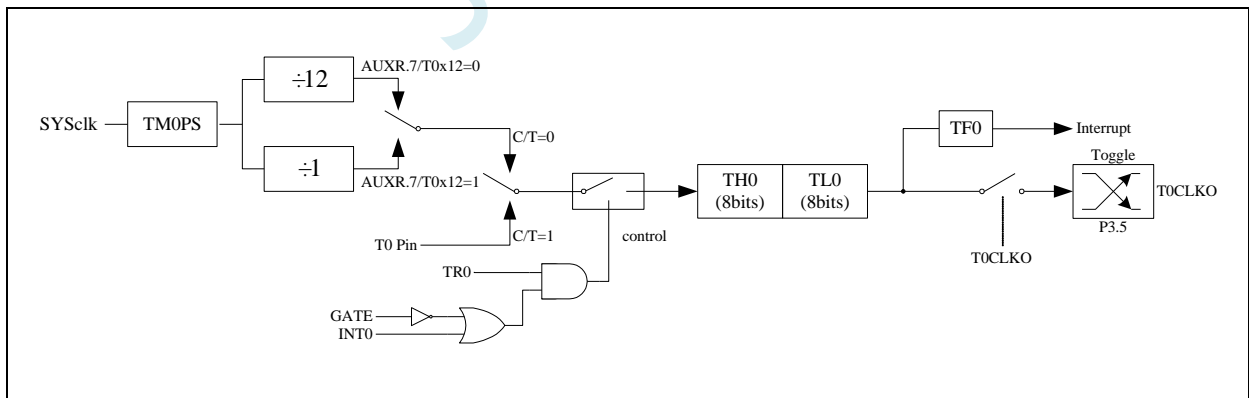 ÷12
AUXR.7/T0x12=0
SYSclk
TM0PS
÷1
AUXR.7/T0x12=1
C/T=0
T0 Pin
C/T=1
control
TR0
GATE
INT0
TH0
(8bits)
TL0
(8bits)
TF0
Interrupt
Toggle
T0CLKO
P3.5
T0CLKO